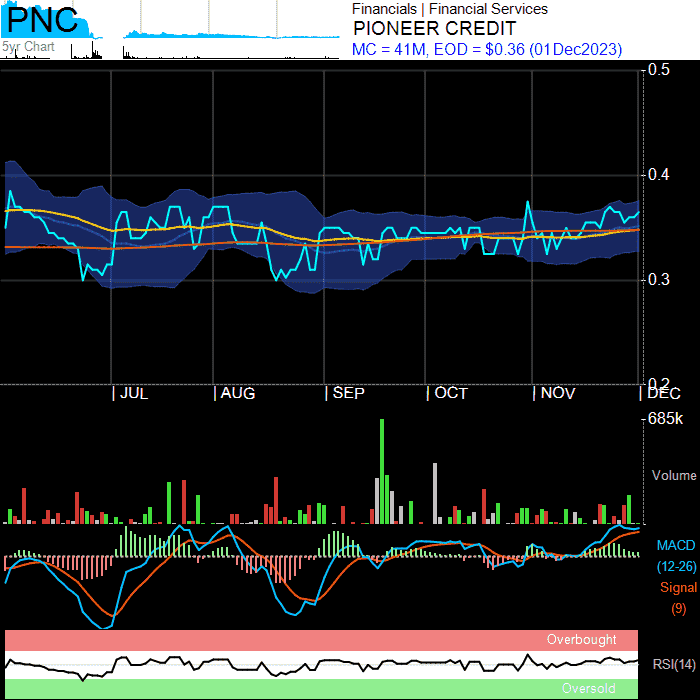 PNC
5yr Chart
Financials | Financial Services
PIONEER CREDIT
MC = 41M, EOD = $0.36 (01Dec2023)
0.5
0.4
0.3
0.2
| JUL | AUG | SEP | OCT | NOV | DEC
685k
Volume
MACD
(12-26)
Signal
(9)
Overbought
RSI(14)
Oversold